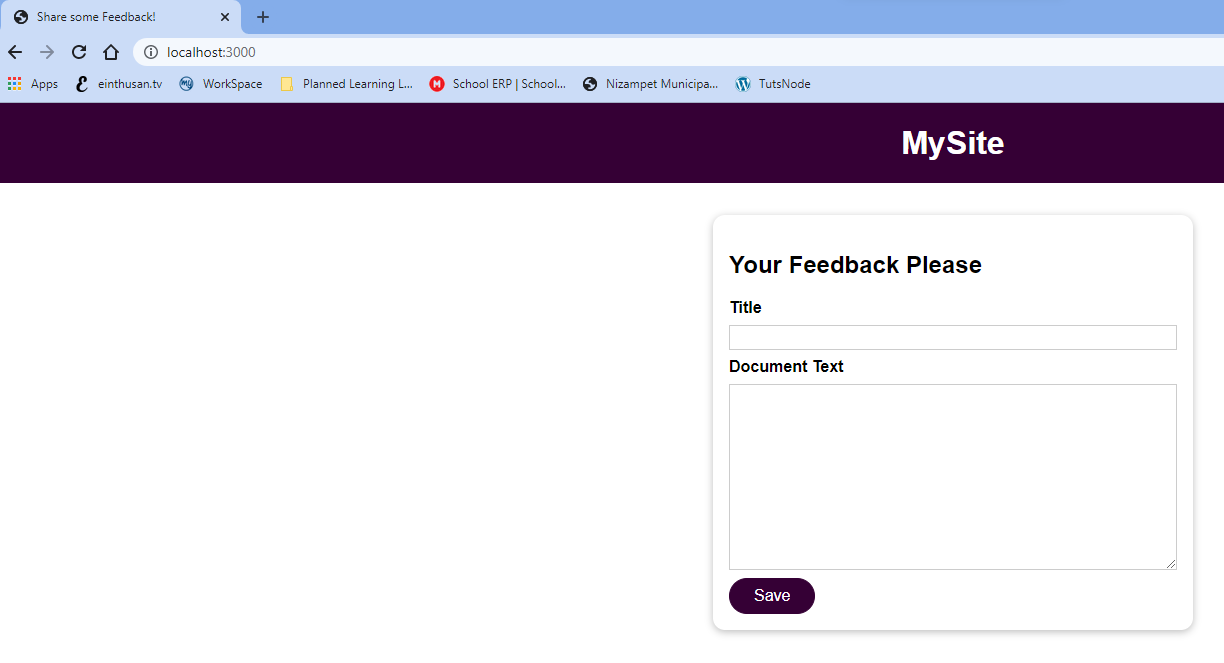 Share some Feedback!
localhost:3000
Apps einthusan.tv WorkSpace Planned Learning L... School ERP | School... Nizampet Municipa... TutsNode
MySite
Your Feedback Please
Title
Document Text
Save